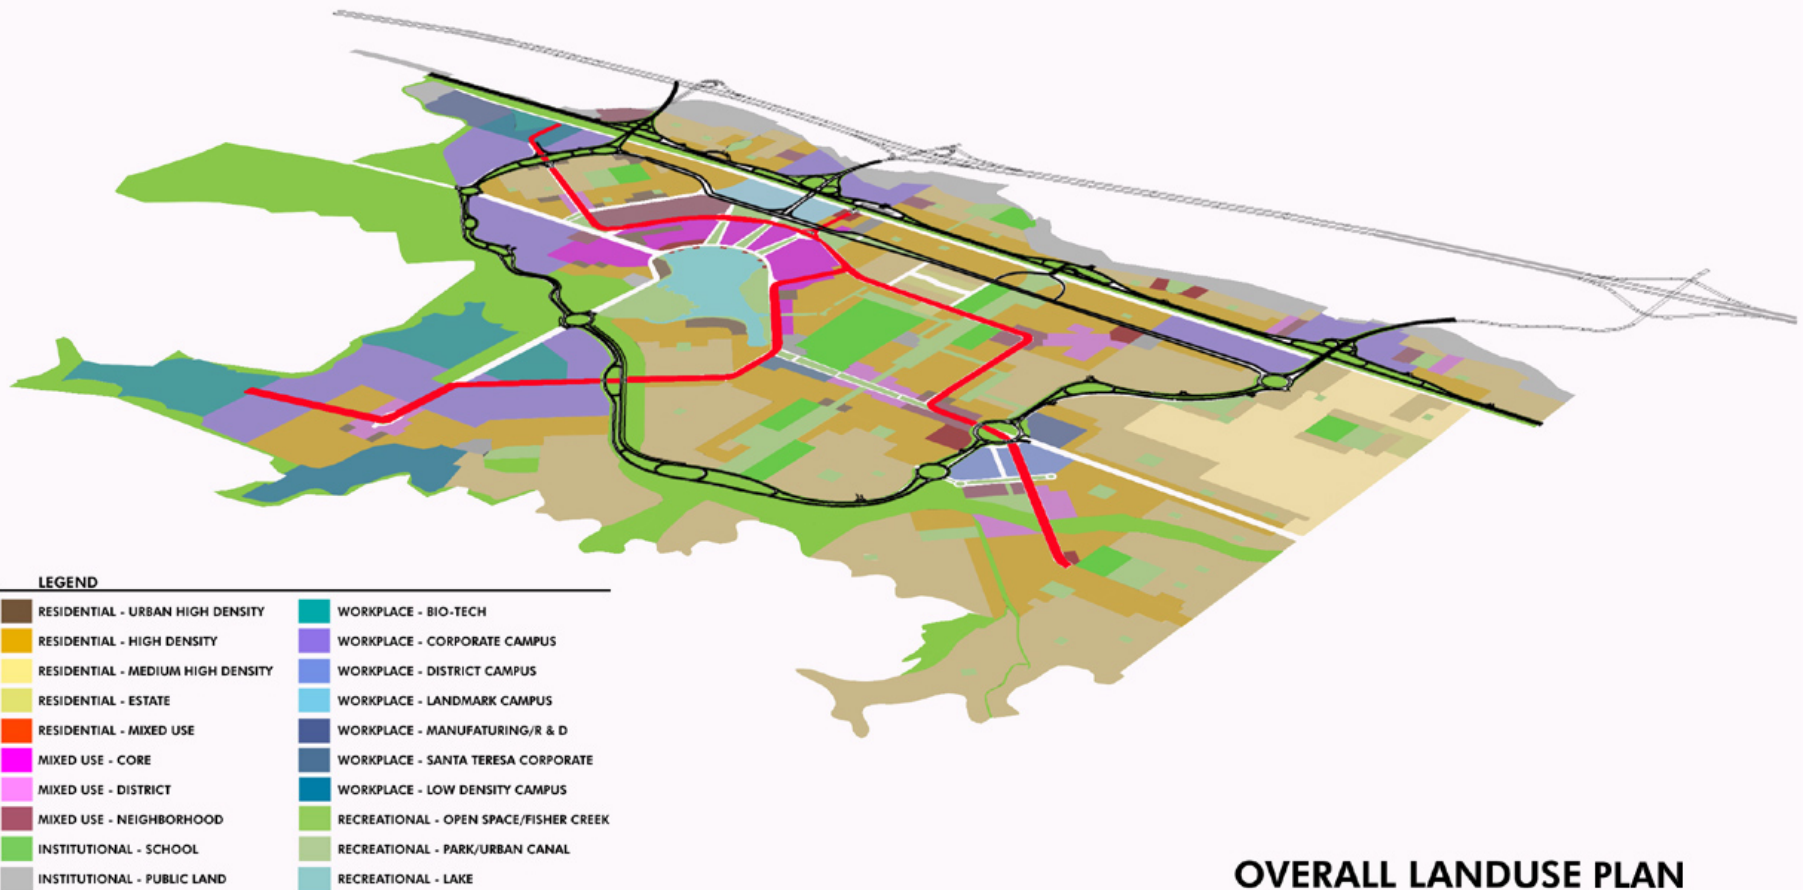 LEGEND
RESIDENTIAL - URBAN HIGH DENSITY
RESIDENTIAL - HIGH DENSITY
RESIDENTIAL - MEDIUM HIGH DENSITY
RESIDENTIAL - ESTATE
RESIDENTIAL - MIXED USE
MIXED USE - CORE
MIXED USE - DISTRICT
MIXED USE - NEIGHBORHOOD
INSTITUTIONAL - SCHOOL
INSTITUTIONAL - PUBLIC LAND
WORKPLACE - BIO-TECH
WORKPLACE - CORPORATE CAMPUS
WORKPLACE - DISTRICT CAMPUS
WORKPLACE - LANDMARK CAMPUS
WORKPLACE - MANUFATURING/R & D
WORKPLACE - SANTA TERESA CORPORATE
WORKPLACE - LOW DENSITY CAMPUS
RECREATIONAL - OPEN SPACE/FISHER CREEK
RECREATIONAL - PARK/URBAN CANAL
RECREATIONAL - LAKE
OVERALL LANDUSE PLAN